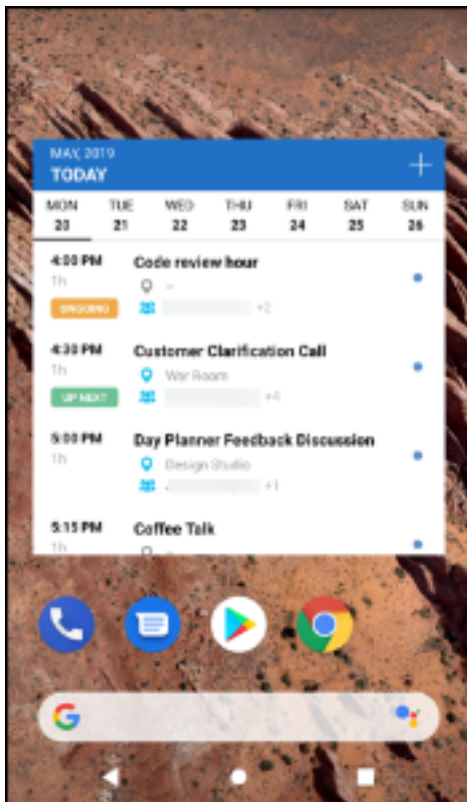 MAY, 2019
TODAY
MON TUE WED THU FRI SAT SUN
20 21 22 23 24 25 26
4:00 PM Code review hour
1h –
ONGOING +2
4:30 PM Customer Clarification Call
1h War Room
UP NEXT +4
5:00 PM Day Planner Feedback Discussion
1h Design Studio
+1
5:15 PM Coffee Talk
1h –